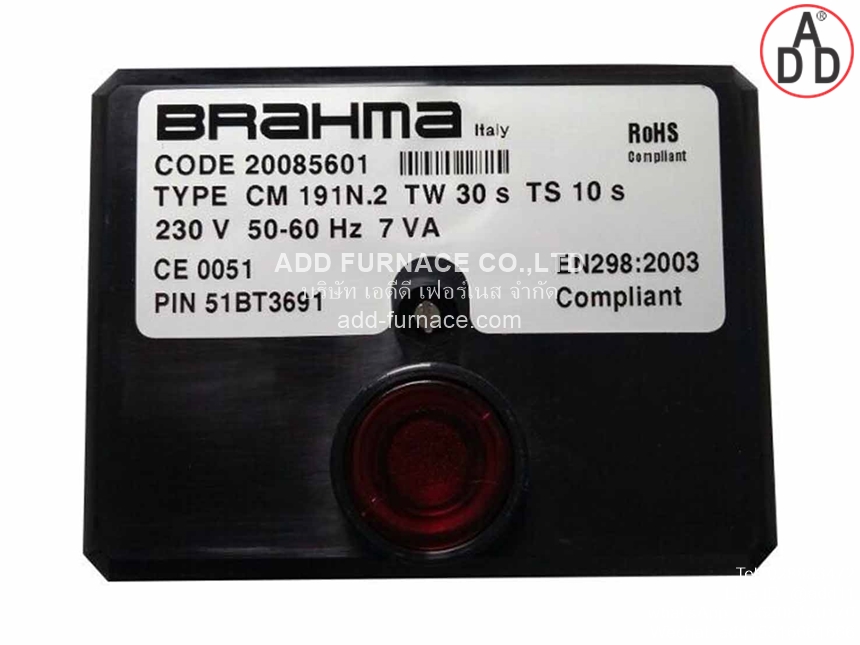 ADD®
BRAHMA Italy
RoHS
Compliant
CODE 20085601
TYPE CM 191N.2 TW 30 s TS 10 s
230 V 50-60 Hz 7 VA
CE 0051
ADD FURNACE CO.,LTD
EN298:2003
บริษัท เอดีดี เฟอร์เนส จำกัด
PIN 51BT3691
Compliant
add-furnace.com